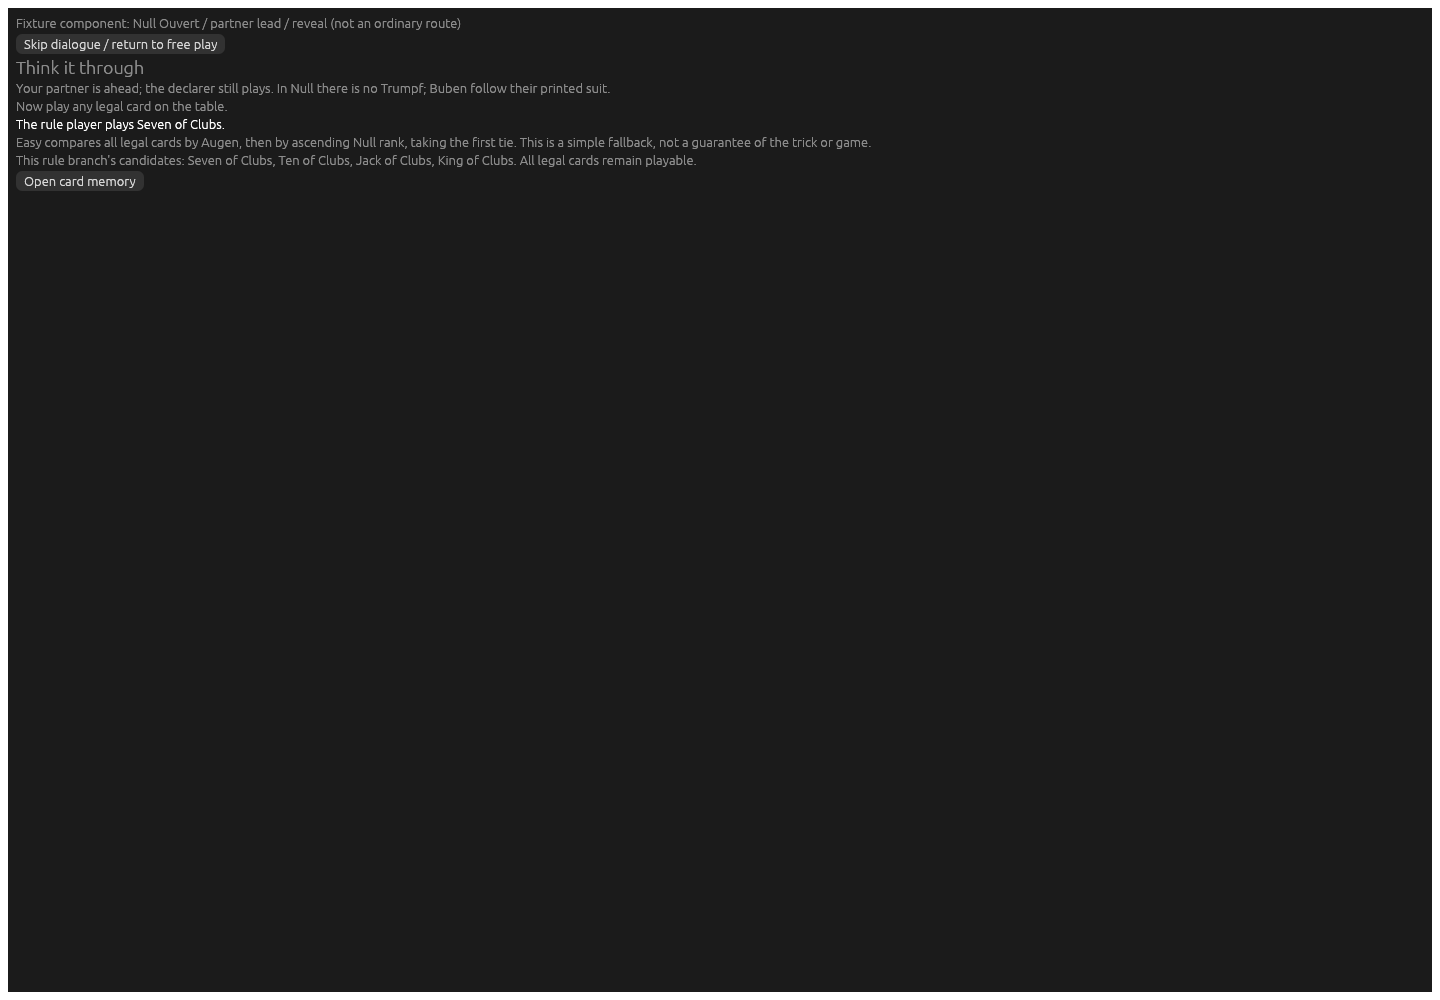 Fixture component: Null Ouvert / partner lead / reveal (not an ordinary route)
Skip dialogue / return to free play
Think it through
Your partner is ahead; the declarer still plays. In Null there is no Trumpf; Buben follow their printed suit.
Now play any legal card on the table.
The rule player plays Seven of Clubs.
Easy compares all legal cards by Augen, then by ascending Null rank, taking the first tie. This is a simple fallback, not a guarantee of the trick or game.
This rule branch's candidates: Seven of Clubs, Ten of Clubs, Jack of Clubs, King of Clubs. All legal cards remain playable.
Open card memory